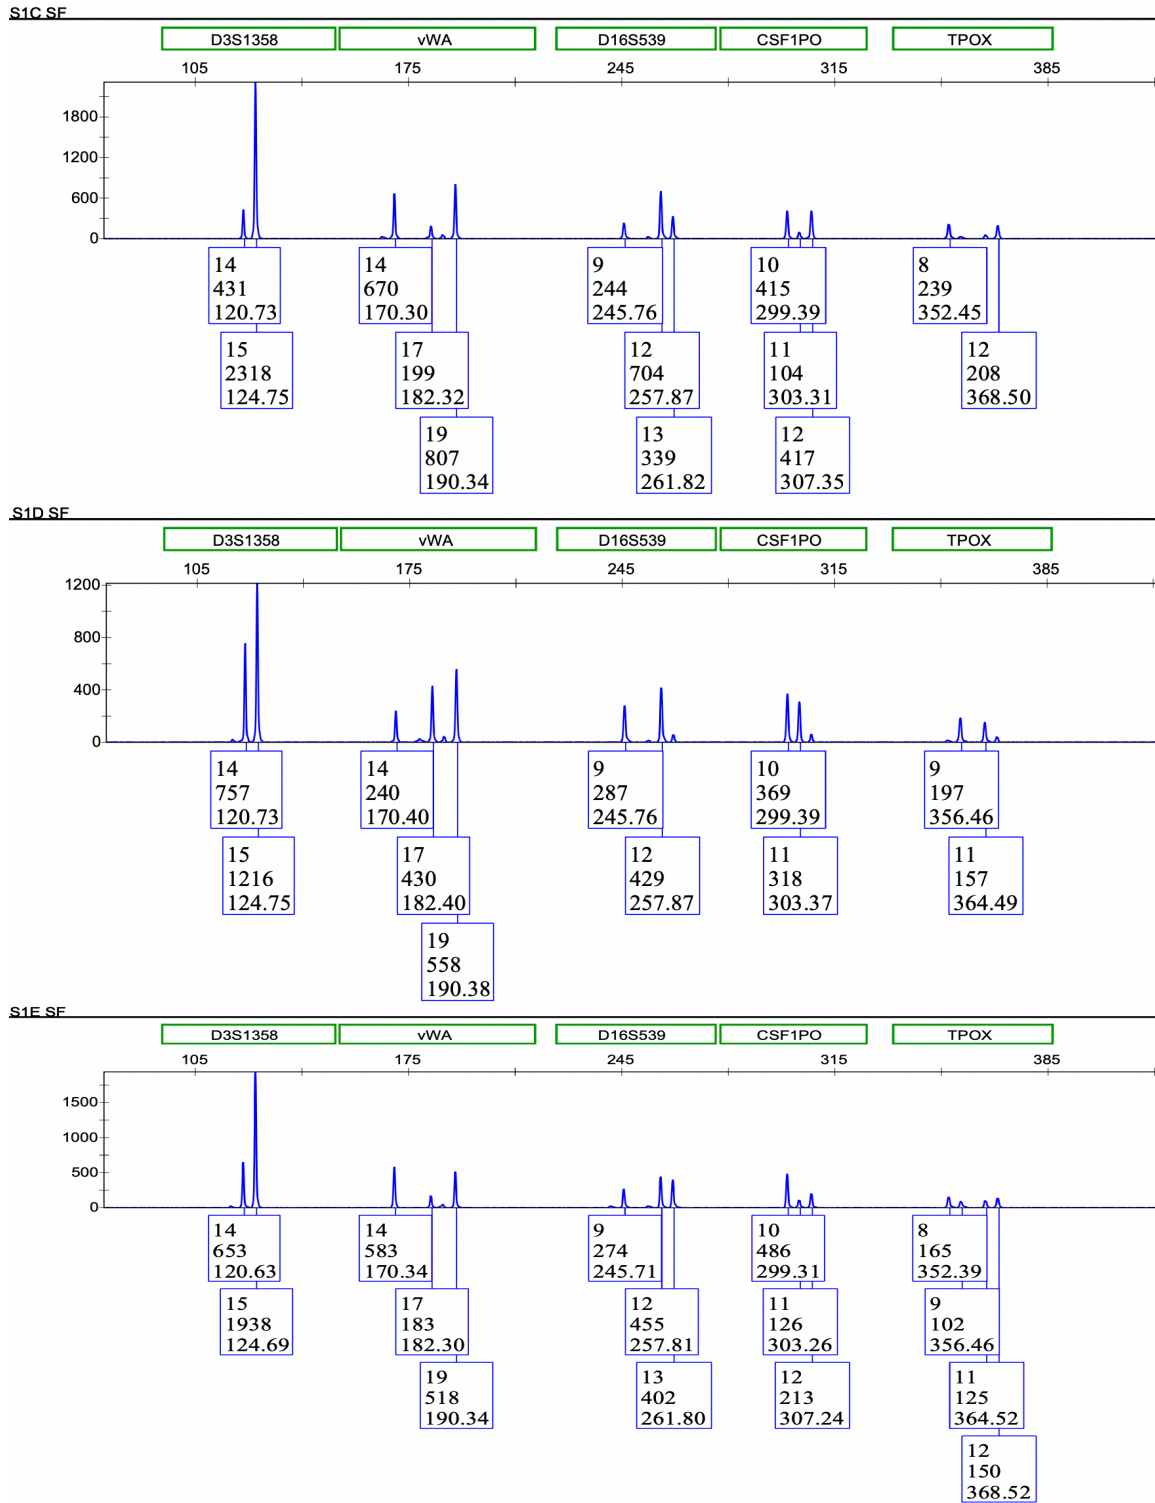 S1C SF
D3S1358 vWA D16S539 CSF1PO TPOX
105 175 245 315 385
1800
1200
600
0
14 14 9 10 8
431 670 244 415 239
120.73 170.30 245.76 299.39 352.45
15 17 12 11 12
2318 199 704 104 208
124.75 182.32 257.87 303.31 368.50
19 13 12
807 339 417
190.34 261.82 307.35
S1D SF
D3S1358 vWA D16S539 CSF1PO TPOX
105 175 245 315 385
1200
800
400
0
14 14 9 10 9
757 240 287 369 197
120.73 170.40 245.76 299.39 356.46
15 17 12 11 11
1216 430 429 318 157
124.75 182.40 257.87 303.37 364.49
19
558
190.38
S1E SF
D3S1358 vWA D16S539 CSF1PO TPOX
105 175 245 315 385
1500
1000
500
0
14 14 9 10 8
653 583 274 486 165
120.63 170.34 245.71 299.31 352.39
15 17 12 11 9
1938 183 455 126 102
124.69 182.30 257.81 303.26 356.46
19 13 12 11
518 402 213 125
190.34 261.80 307.24 364.52
12
150
368.52